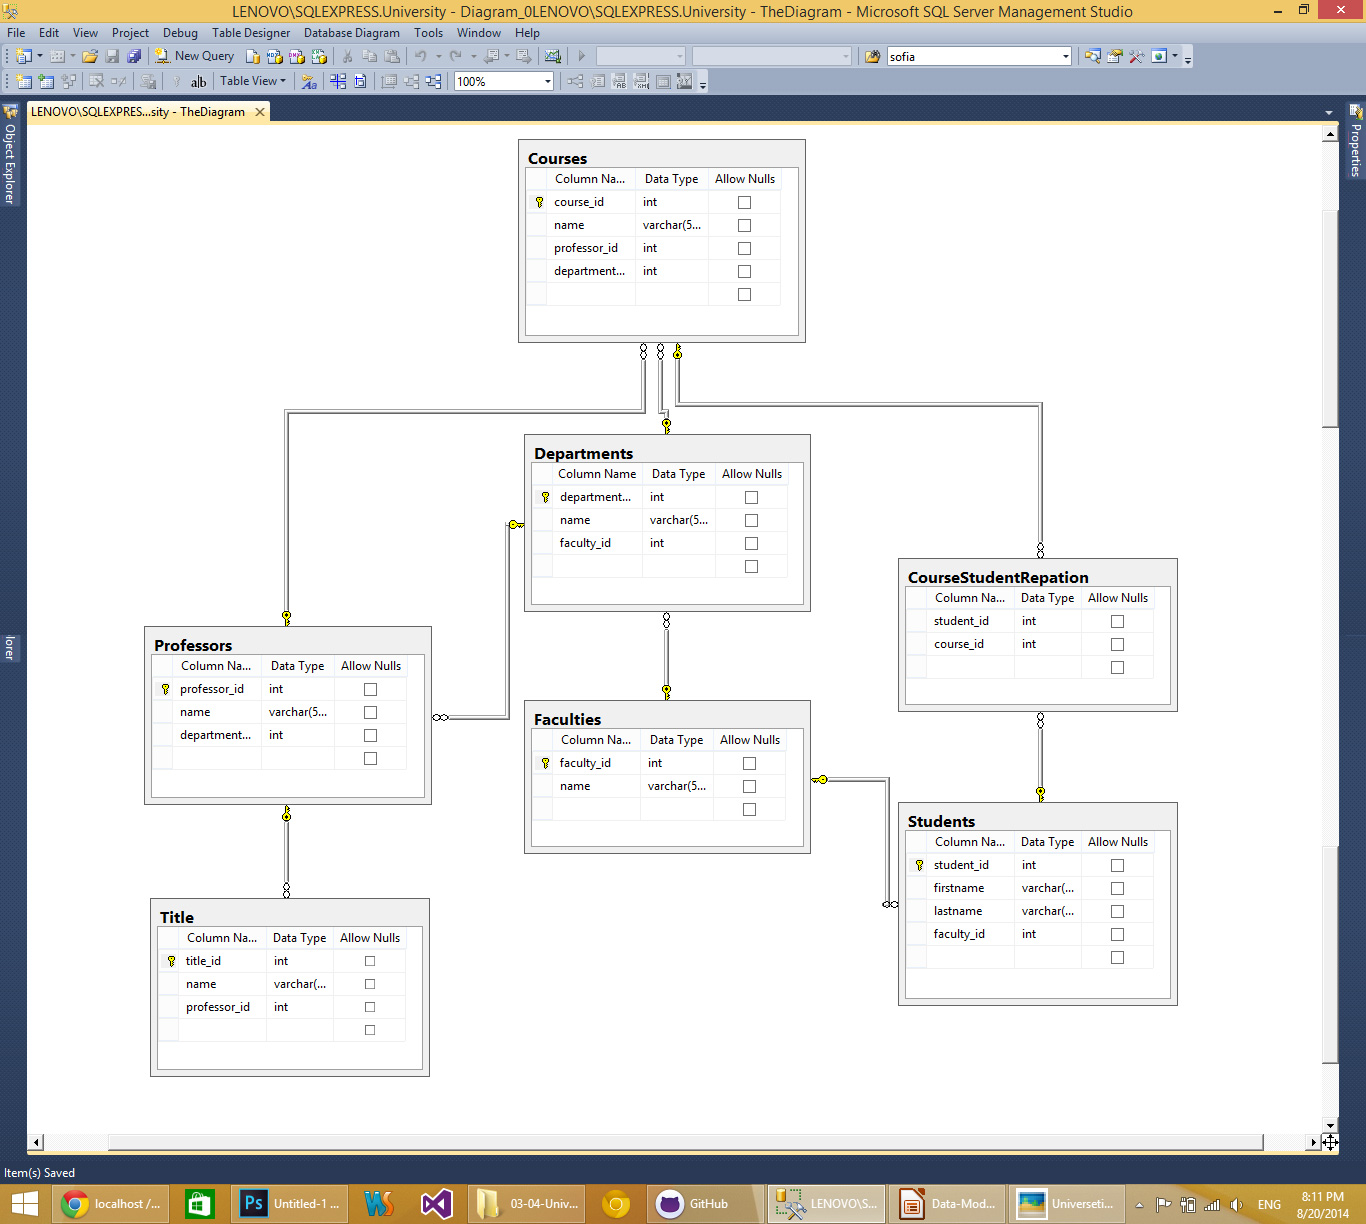 LENOVO\SQLEXPRESS.University - Diagram_0LENOVO\SQLEXPRESS.University - TheDiagram - Microsoft SQL Server Management Studio
File Edit View Project Debug Table Designer Database Diagram Tools Window Help
New Query
sofia
Table View
100%
LENOVO\SQLEXPRES...sity - TheDiagram
Object Explorer
Properties
lorer
Courses
Column Na... Data Type Allow Nulls
course_id int
name varchar(5...
professor_id int
department... int
Departments
Column Name Data Type Allow Nulls
department... int
name varchar(5...
faculty_id int
CourseStudentRepation
Column Na... Data Type Allow Nulls
student_id int
course_id int
Professors
Column Na... Data Type Allow Nulls
professor_id int
name varchar(5...
department... int
Faculties
Column Na... Data Type Allow Nulls
faculty_id int
name varchar(5...
Students
Column Na... Data Type Allow Nulls
student_id int
firstname varchar(...
lastname varchar(...
faculty_id int
Title
Column Na... Data Type Allow Nulls
title_id int
name varchar(...
professor_id int
Item(s) Saved
localhost /... Ps Untitled-1 ... WS 03-04-Univ... GitHub LENOVO\S... Data-Mod... Universeti... ENG
8:11 PM
8/20/2014